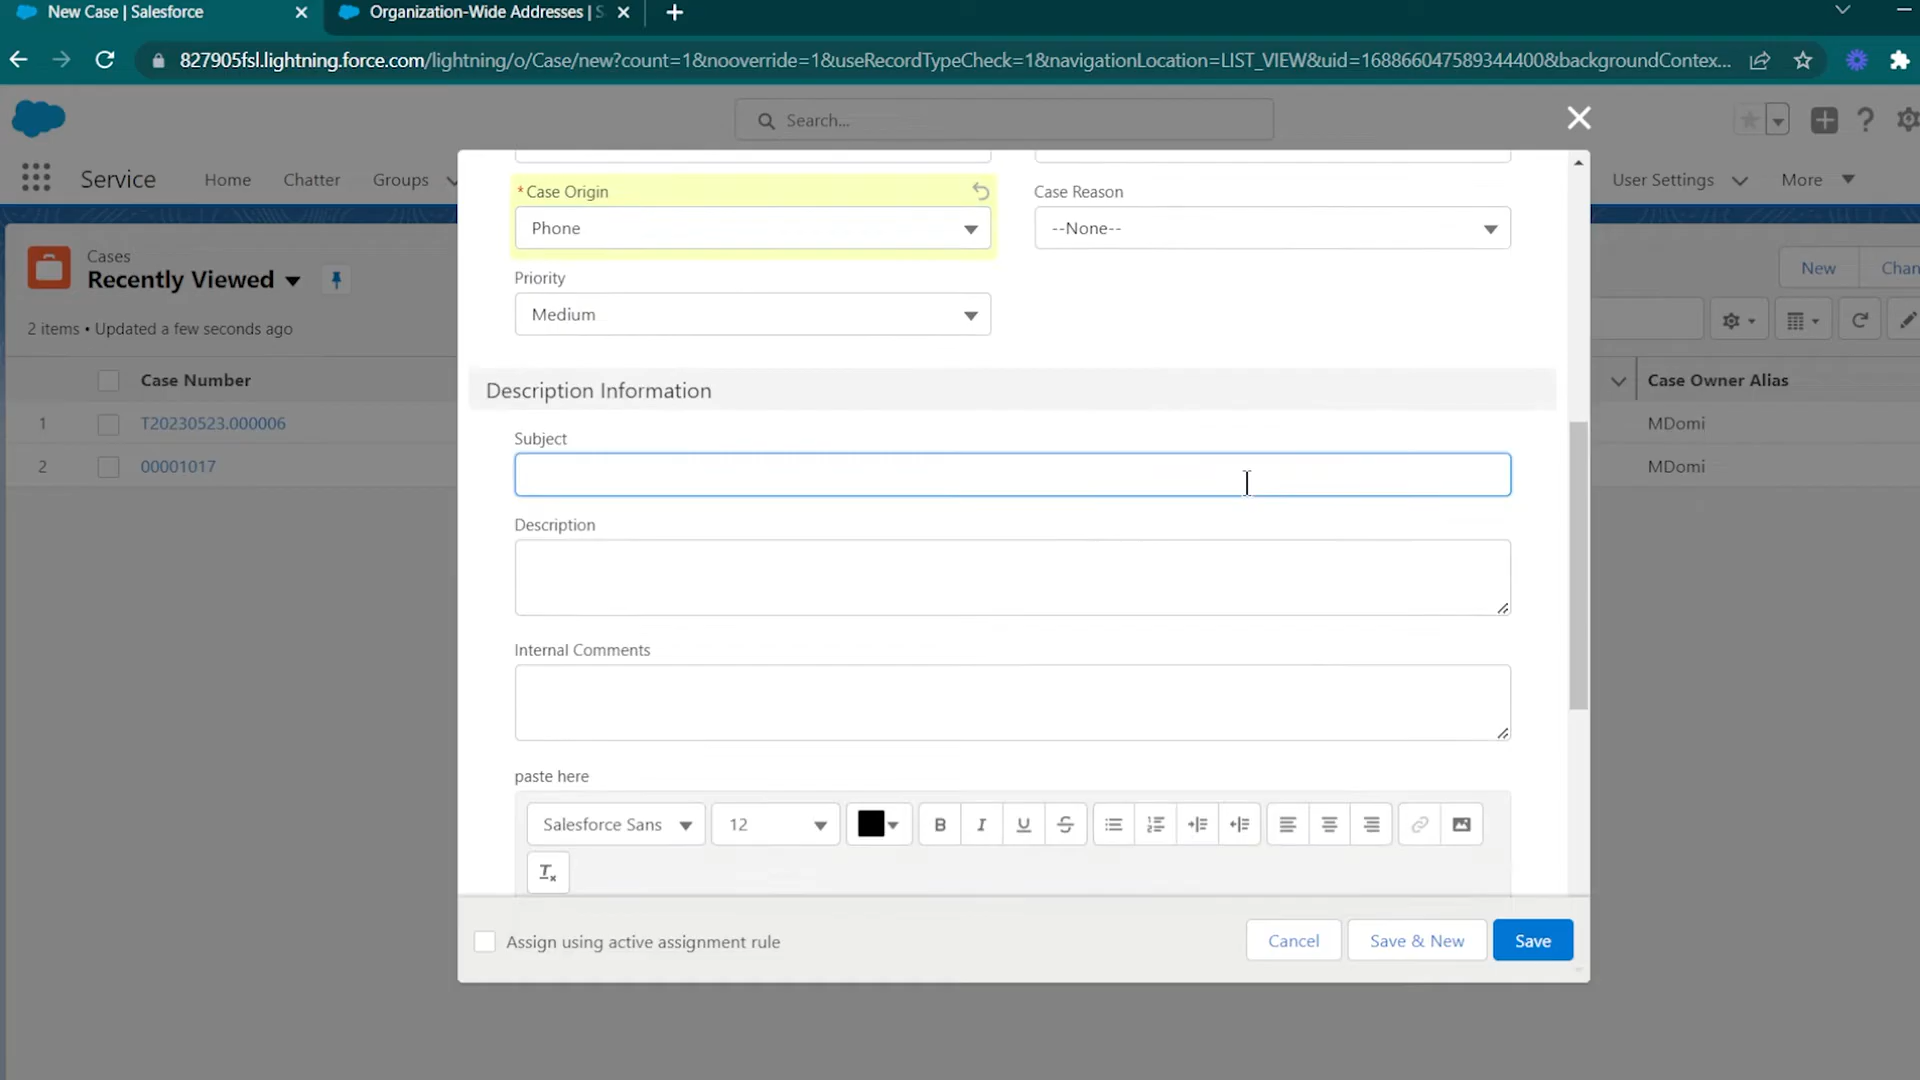 New Case | Salesforce
Organization-Wide Addresses | S
827905fsl.lightning.force.com/lightning/o/Case/new?count=1&nooverride=1&useRecordTypeCheck=1&navigationLocation=LIST_VIEW&uid=168866047589344400&backgroundContex...
Search...
Service
Home
Chatter
Groups
User Settings
More
Cases
Recently Viewed
2 items • Updated a few seconds ago
New
Chan
Case Number
Case Owner Alias
1
T20230523.000006
MDomi
2
00001017
MDomi
*Case Origin
Phone
Case Reason
--None--
Priority
Medium
Description Information
Subject
Description
Internal Comments
paste here
Salesforce Sans
12
B I U S
Assign using active assignment rule
Cancel
Save & New
Save